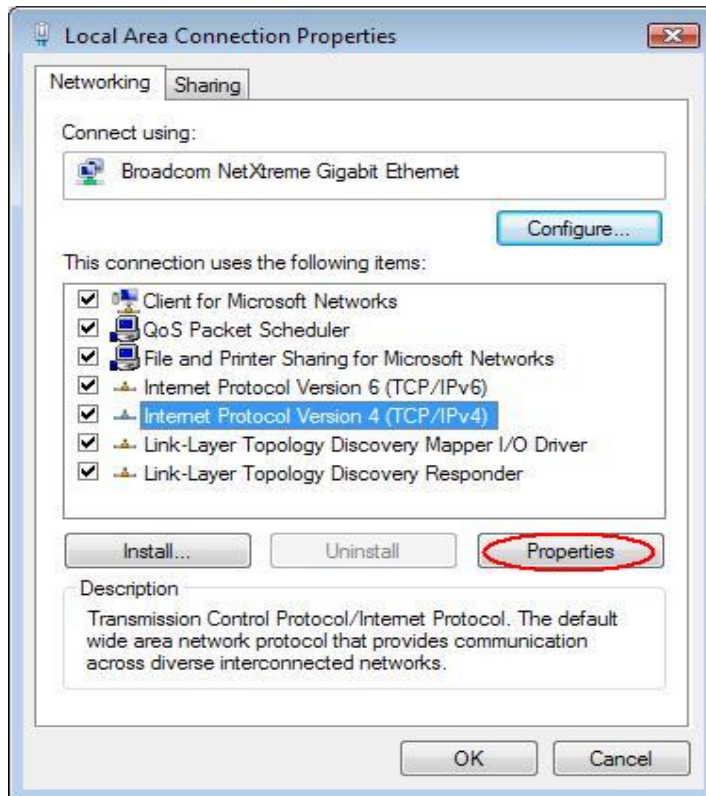 Local Area Connection Properties
Networking
Sharing
Connect using:
Broadcom NetXtreme Gigabit Ethernet
Configure...
This connection uses the following items:
Client for Microsoft Networks
QoS Packet Scheduler
File and Printer Sharing for Microsoft Networks
Internet Protocol Version 6 (TCP/IPv6)
Internet Protocol Version 4 (TCP/IPv4)
Link-Layer Topology Discovery Mapper I/O Driver
Link-Layer Topology Discovery Responder
Install...
Uninstall
Properties
Description
Transmission Control Protocol/Internet Protocol. The default
wide area network protocol that provides communication
across diverse interconnected networks.
OK
Cancel